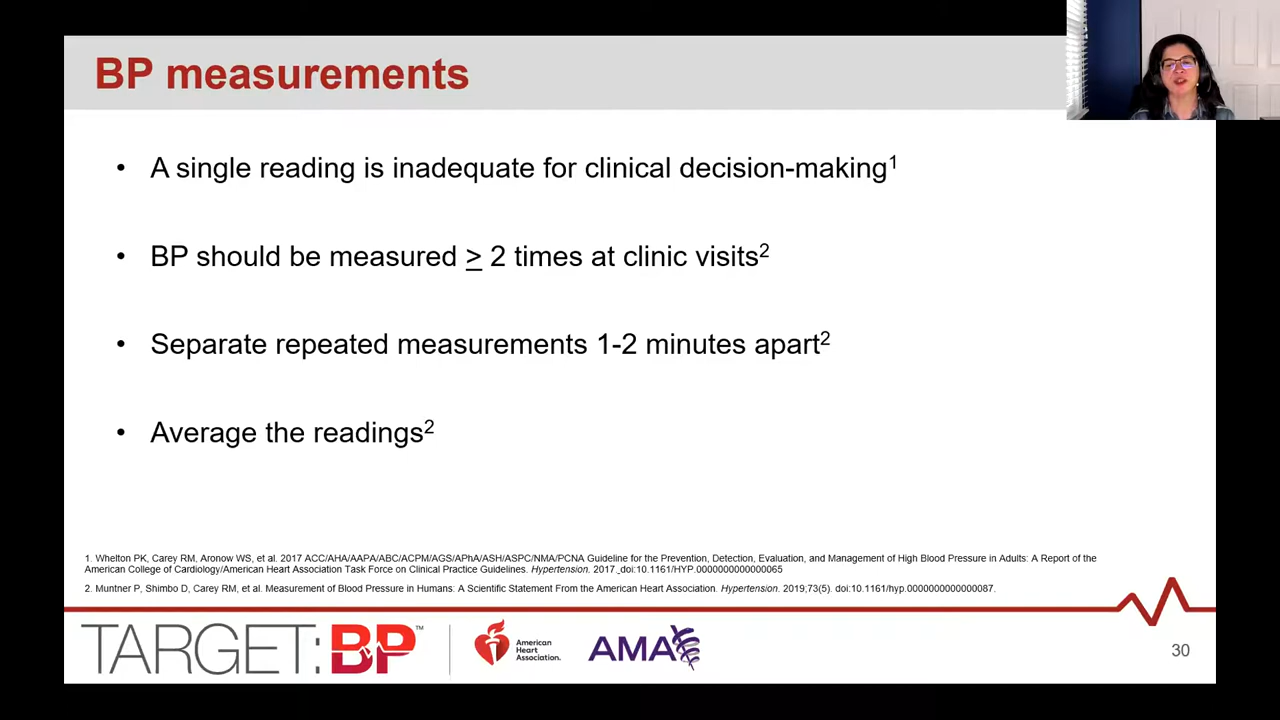 BP measurements
• A single reading is inadequate for clinical decision-making1
• BP should be measured > 2 times at clinic visits2
• Separate repeated measurements 1-2 minutes apart2
• Average the readings2
1. Whelton PK, Carey RM, Aronow WS, et al. 2017 ACC/AHA/AAPA/ABC/ACPM/AGS/APhA/ASH/ASPC/NMA/PCNA Guideline for the Prevention, Detection, Evaluation, and Management of High Blood Pressure in Adults: A Report of the
American College of Cardiology/American Heart Association Task Force on Clinical Practice Guidelines. Hypertension. 2017. doi:10.1161/HYP.0000000000000065
2. Muntner P, Shimbo D, Carey RM, et al. Measurement of Blood Pressure in Humans: A Scientific Statement From the American Heart Association. Hypertension. 2019;73(5). doi:10.1161/hyp.0000000000000087.
TARGET:BP™
American
Heart
Association.
AMA
30